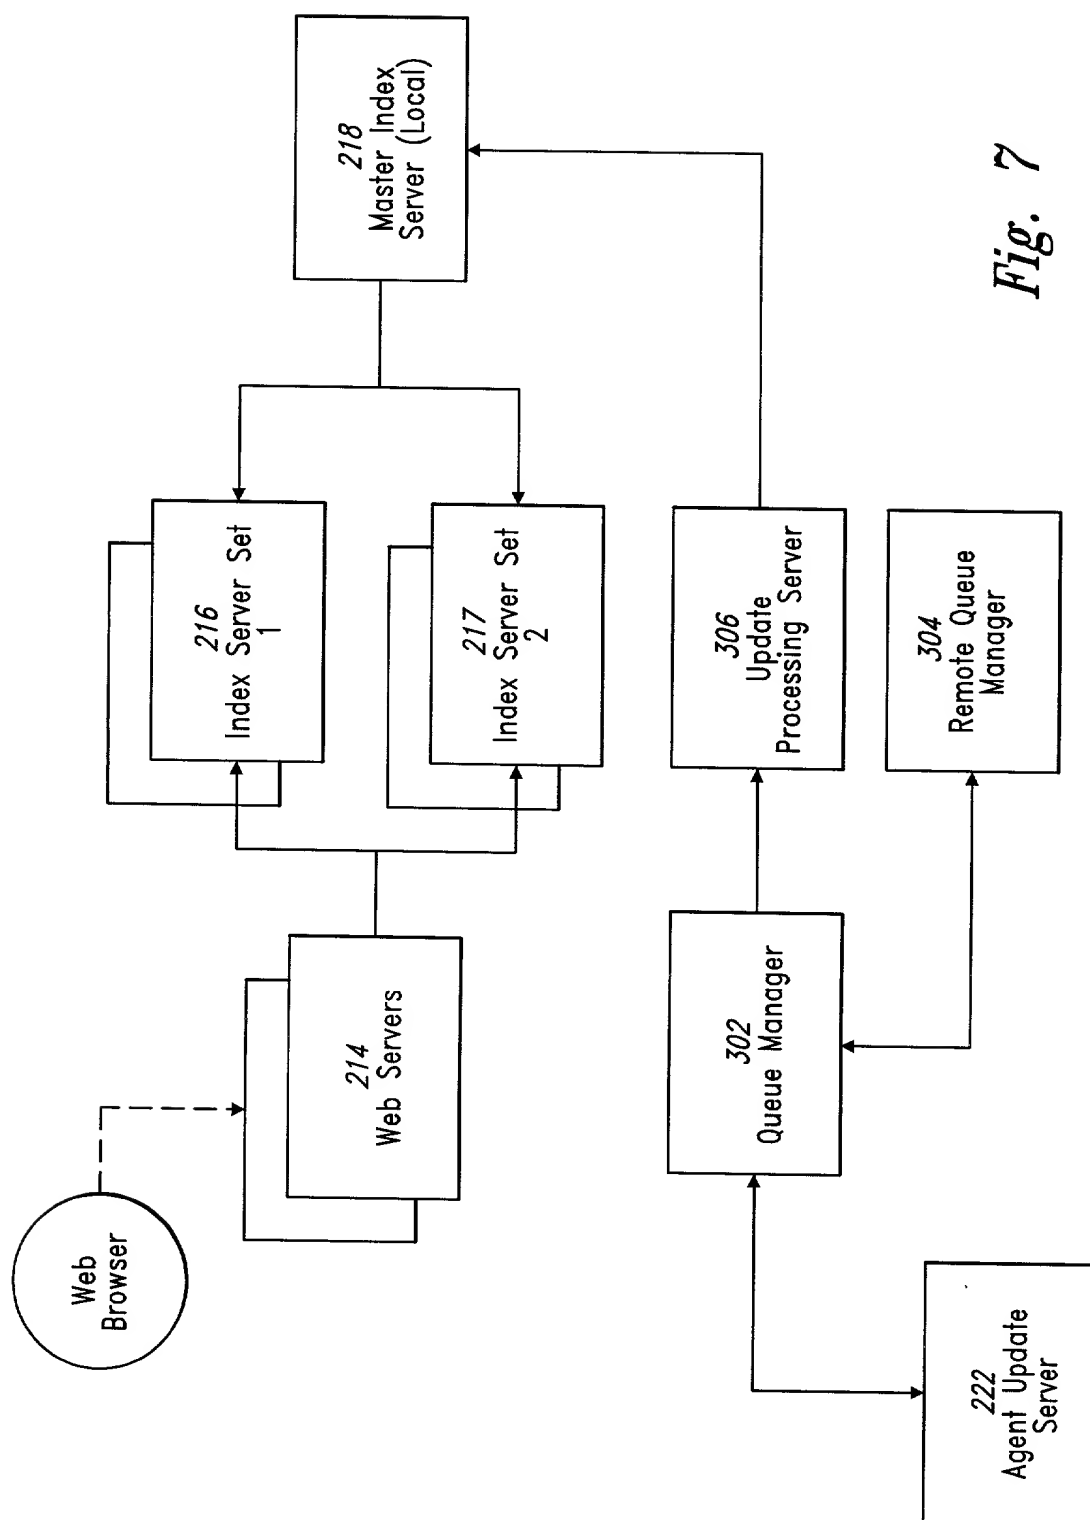 Web
Browser
214
Web Servers
216
Index Server Set
1
217
Index Server Set
2
218
Master Index
Server (Local)
222
Agent Update
Server
302
Queue Manager
306
Update
Processing Server
304
Remote Queue
Manager
Fig. 7